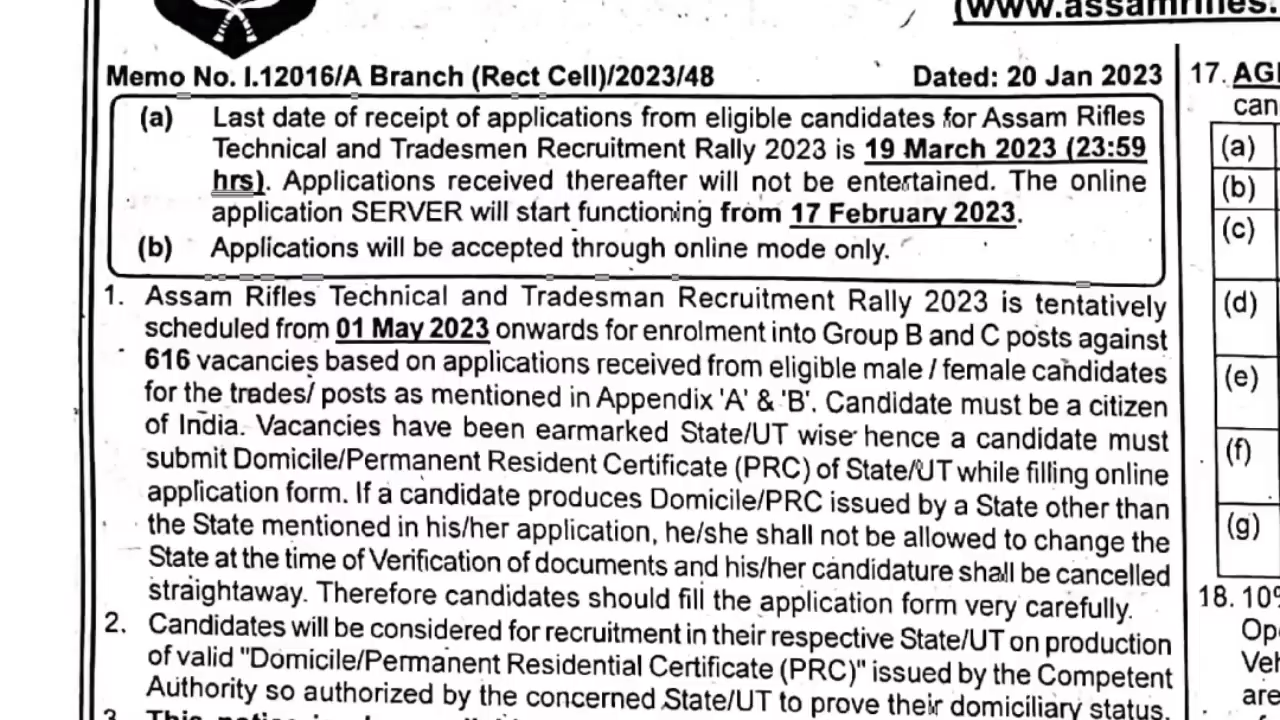 (www.assamrifles.
Memo No. I.12016/A Branch (Rect Cell)/2023/48 Dated: 20 Jan 2023
(a) Last date of receipt of applications from eligible candidates for Assam Rifles
Technical and Tradesmen Recruitment Rally 2023 is 19 March 2023 (23:59
hrs). Applications received thereafter will not be entertained. The online
application SERVER will start functioning from 17 February 2023.
(b) Applications will be accepted through online mode only.
1. Assam Rifles Technical and Tradesman Recruitment Rally 2023 is tentatively
scheduled from 01 May 2023 onwards for enrolment into Group B and C posts against
616 vacancies based on applications received from eligible male / female candidates
for the trades/ posts as mentioned in Appendix 'A' & 'B'. Candidate must be a citizen
of India. Vacancies have been earmarked State/UT wise hence a candidate must
submit Domicile/Permanent Resident Certificate (PRC) of State/UT while filling online
application form. If a candidate produces Domicile/PRC issued by a State other than
the State mentioned in his/her application, he/she shall not be allowed to change the
State at the time of Verification of documents and his/her candidature shall be cancelled
straightaway. Therefore candidates should fill the application form very carefully.
2. Candidates will be considered for recruitment in their respective State/UT on production
of valid "Domicile/Permanent Residential Certificate (PRC)" issued by the Competent
Authority so authorized by the concerned State/UT to prove their domiciliary status.
3. This notice is
17. AGE
can
(a)
(b)
(c)
(d)
(e)
(f)
(g)
18. 10%
Op
Veh
are